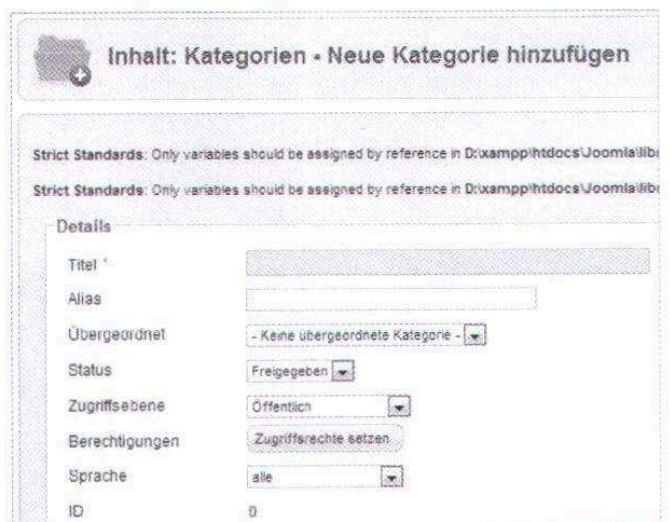 Inhalt: Kategorien - Neue Kategorie hinzufügen
Strict Standards: Only variables should be assigned by reference in D:\xampp\htdocs\Joomla\libr
Strict Standards: Only variables should be assigned by reference in D:\xampp\htdocs\Joomla\libr
Details
Titel *
Alias
Übergeordnet - Keine übergeordnete Kategorie -
Status Freigegeben
Zugriffsebene Öffentlich
Berechtigungen Zugriffsrechte setzen
Sprache alle
ID 0